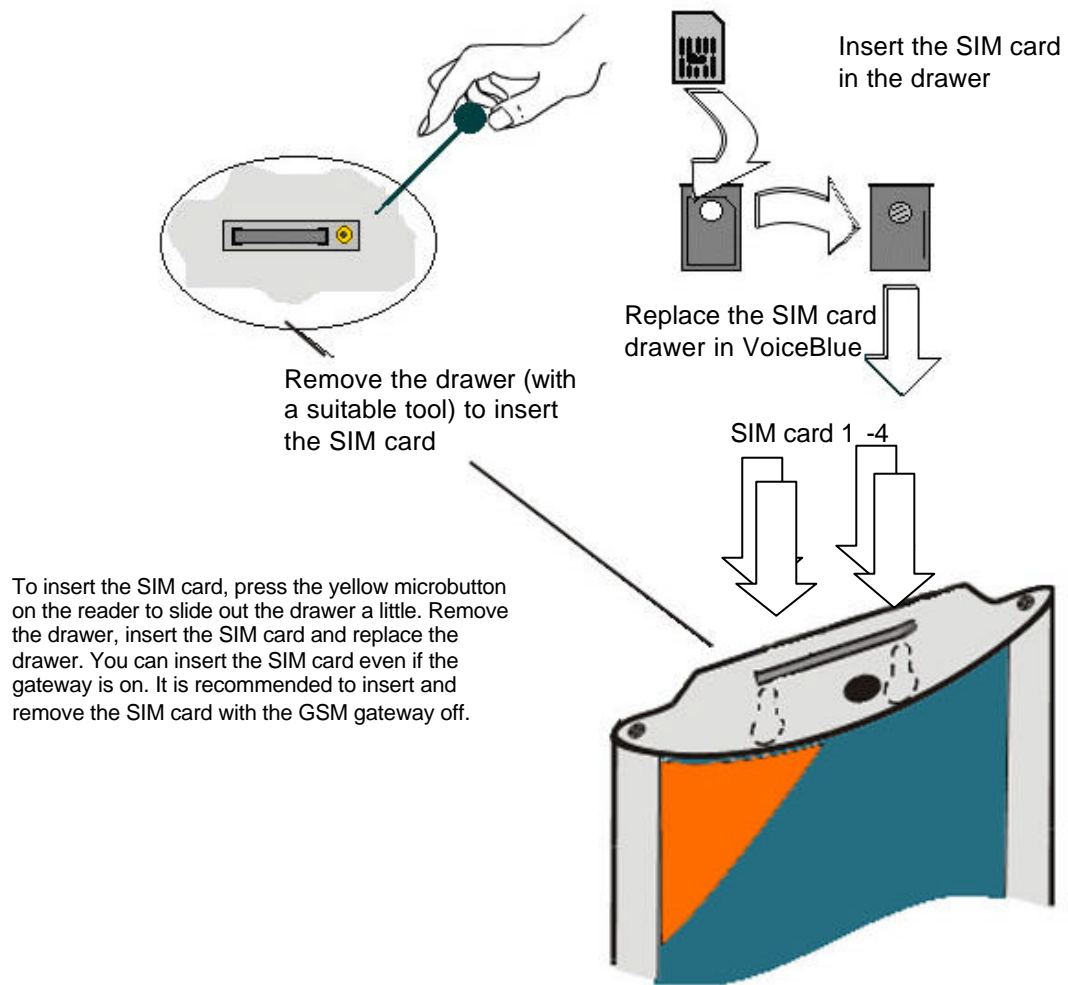 Insert the SIM card
in the drawer
Replace the SIM card
drawer in VoiceBlue
Remove the drawer (with
a suitable tool) to insert
the SIM card
SIM card 1 -4
To insert the SIM card, press the yellow microbutton
on the reader to slide out the drawer a little. Remove
the drawer, insert the SIM card and replace the
drawer. You can insert the SIM card even if the
gateway is on. It is recommended to insert and
remove the SIM card with the GSM gateway off.